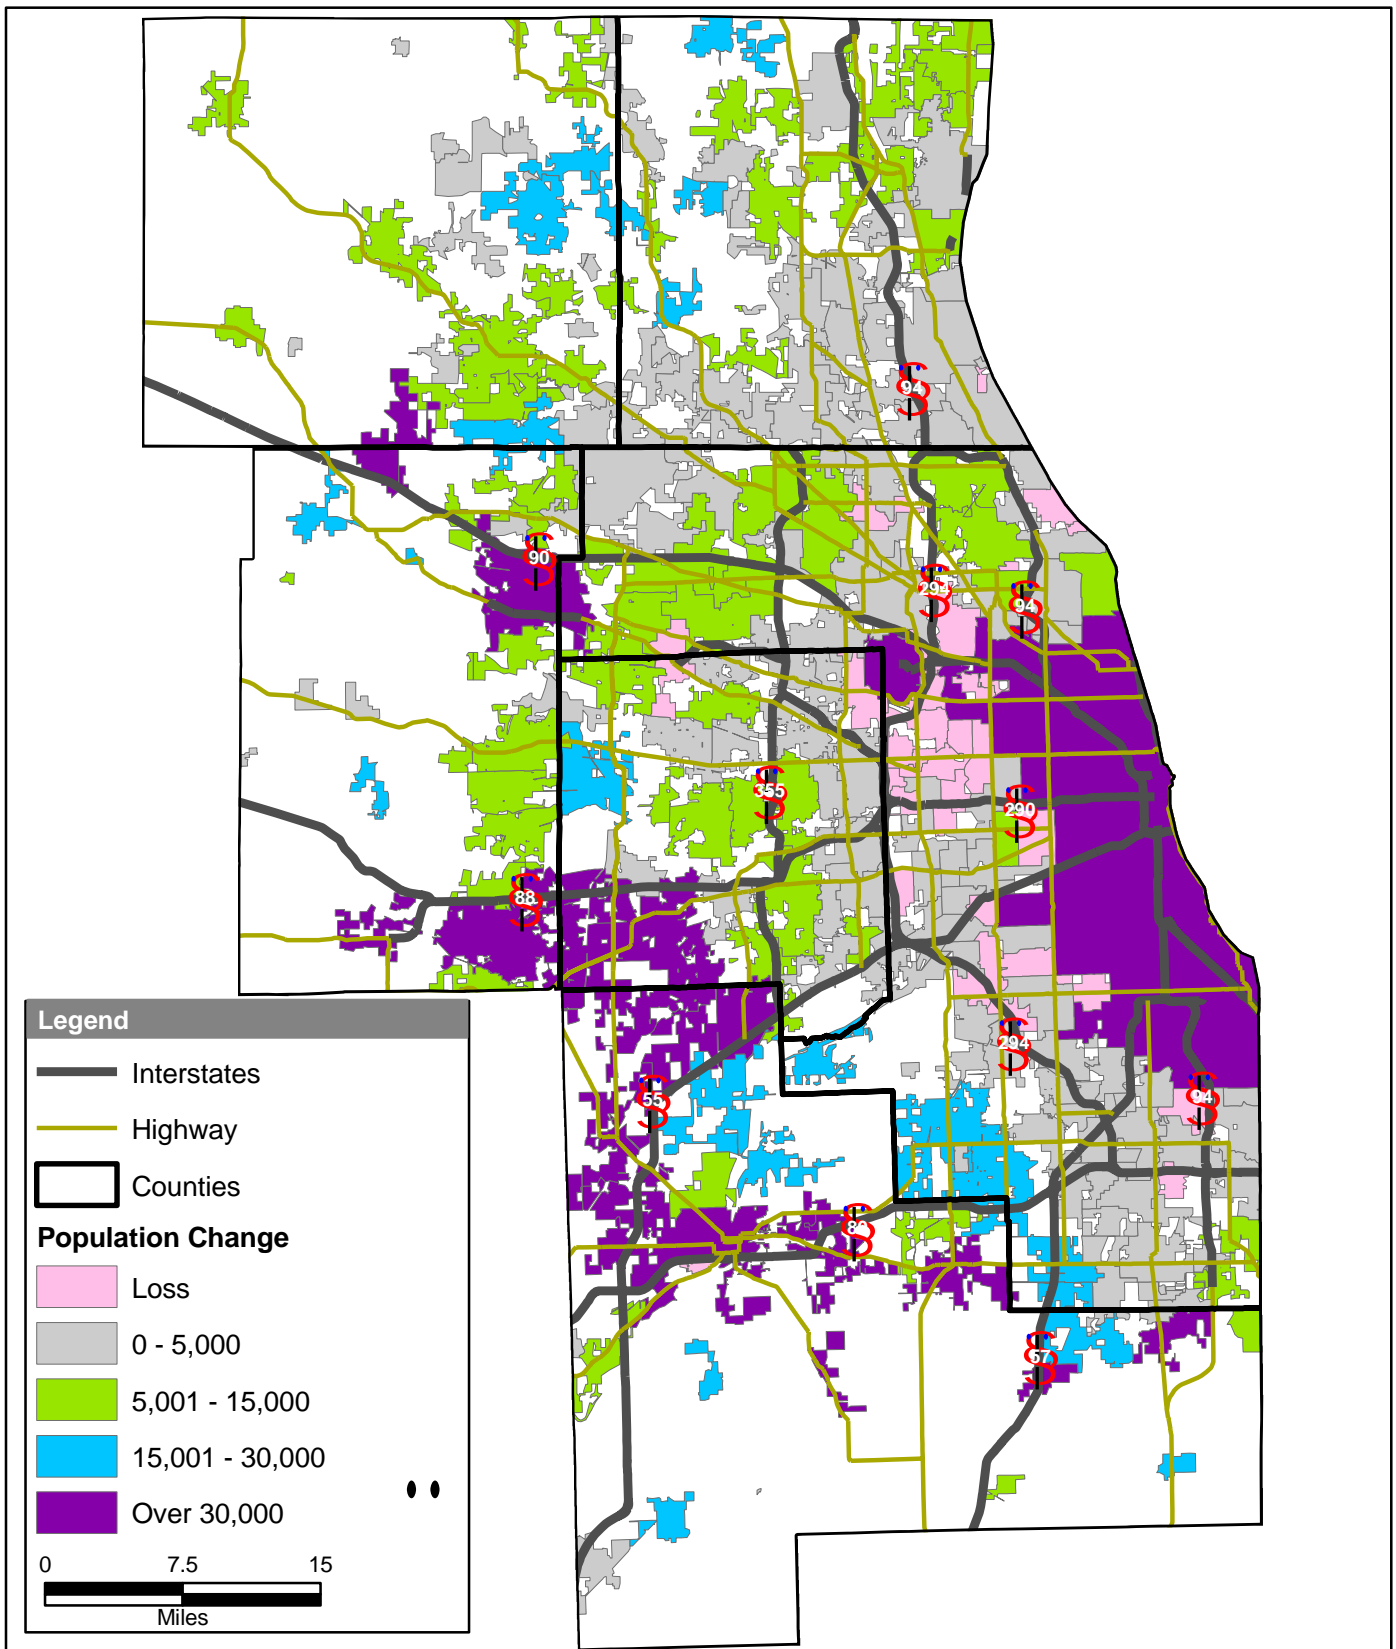 94
90
294
94
355
290
88
294
55
94
80
57
Legend
Interstates
Highway
Counties
Population Change
Loss
0 - 5,000
5,001 - 15,000
15,001 - 30,000
Over 30,000
0 7.5 15
Miles